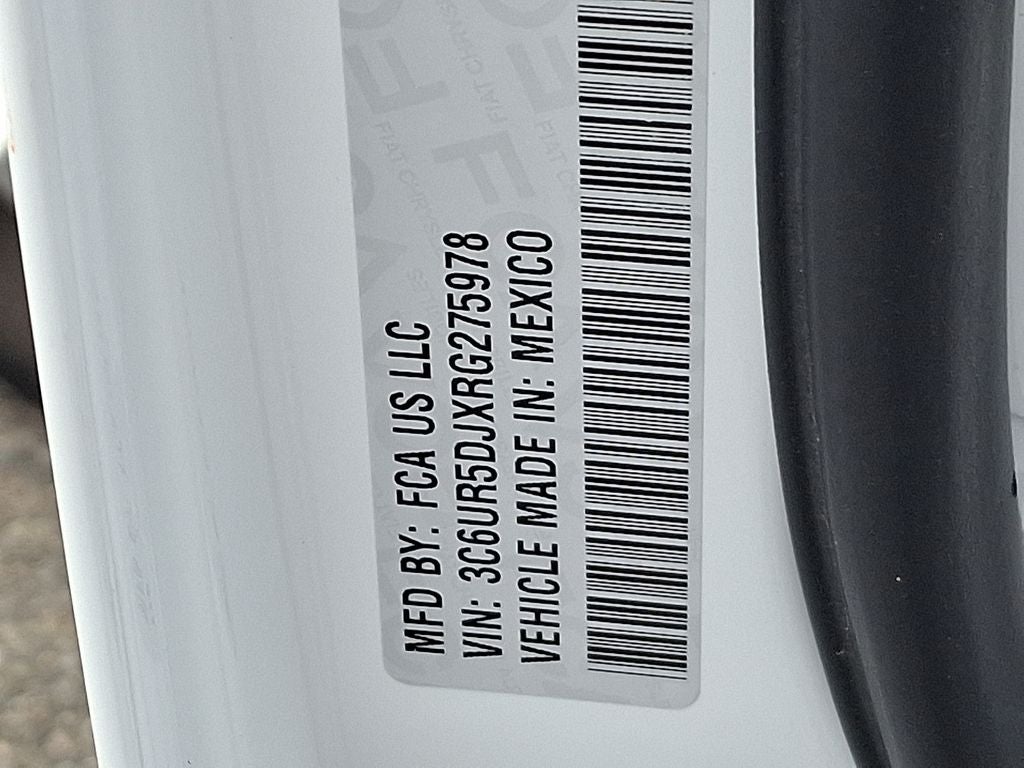 MFD BY: FCA US LLC
VIN: 3C6UR5DJXRG275978
VEHICLE MADE IN: MEXICO